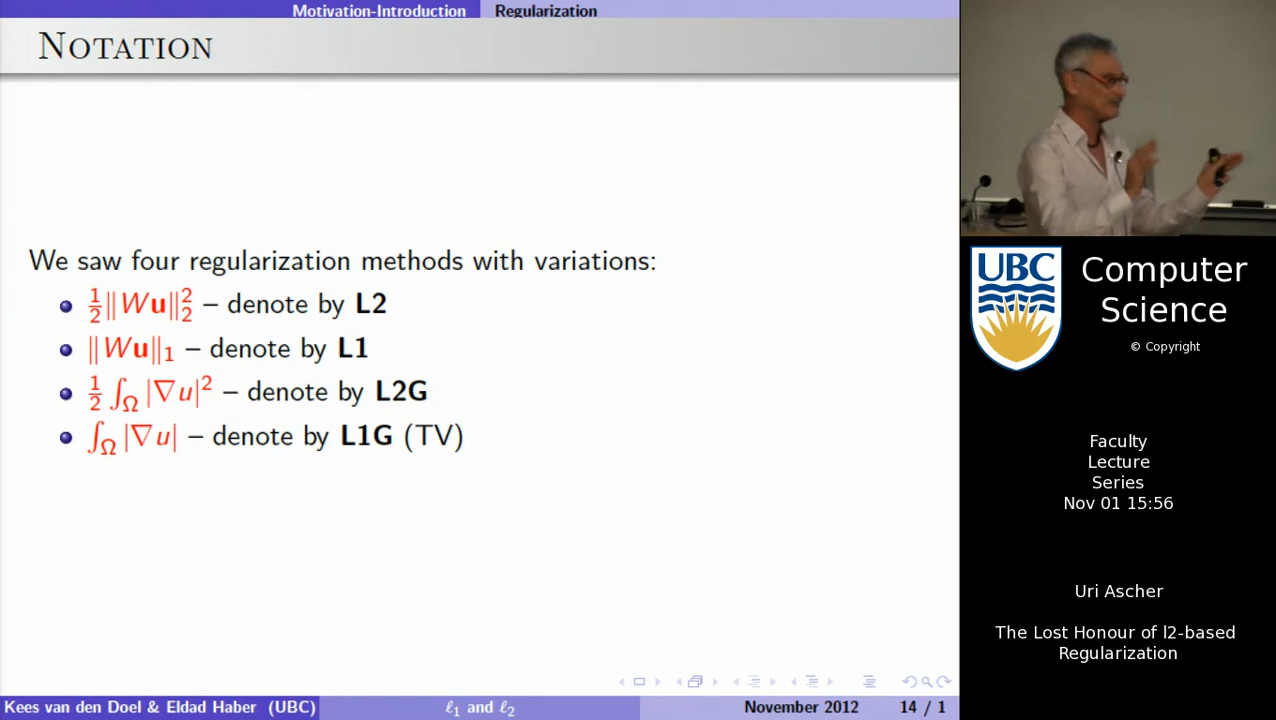 Motivation-Introduction Regularization
NOTATION
We saw four regularization methods with variations:
½‖Wu‖₂² – denote by L2
‖Wu‖₁ – denote by L1
½ ∫_Ω |∇u|² – denote by L2G
∫_Ω |∇u| – denote by L1G (TV)
Kees van den Doel & Eldad Haber (UBC) ℓ₁ and ℓ₂ November 2012 14 / 1
UBC
Computer
Science
© Copyright
Faculty
Lecture
Series
Nov 01 15:56
Uri Ascher
The Lost Honour of l2-based
Regularization